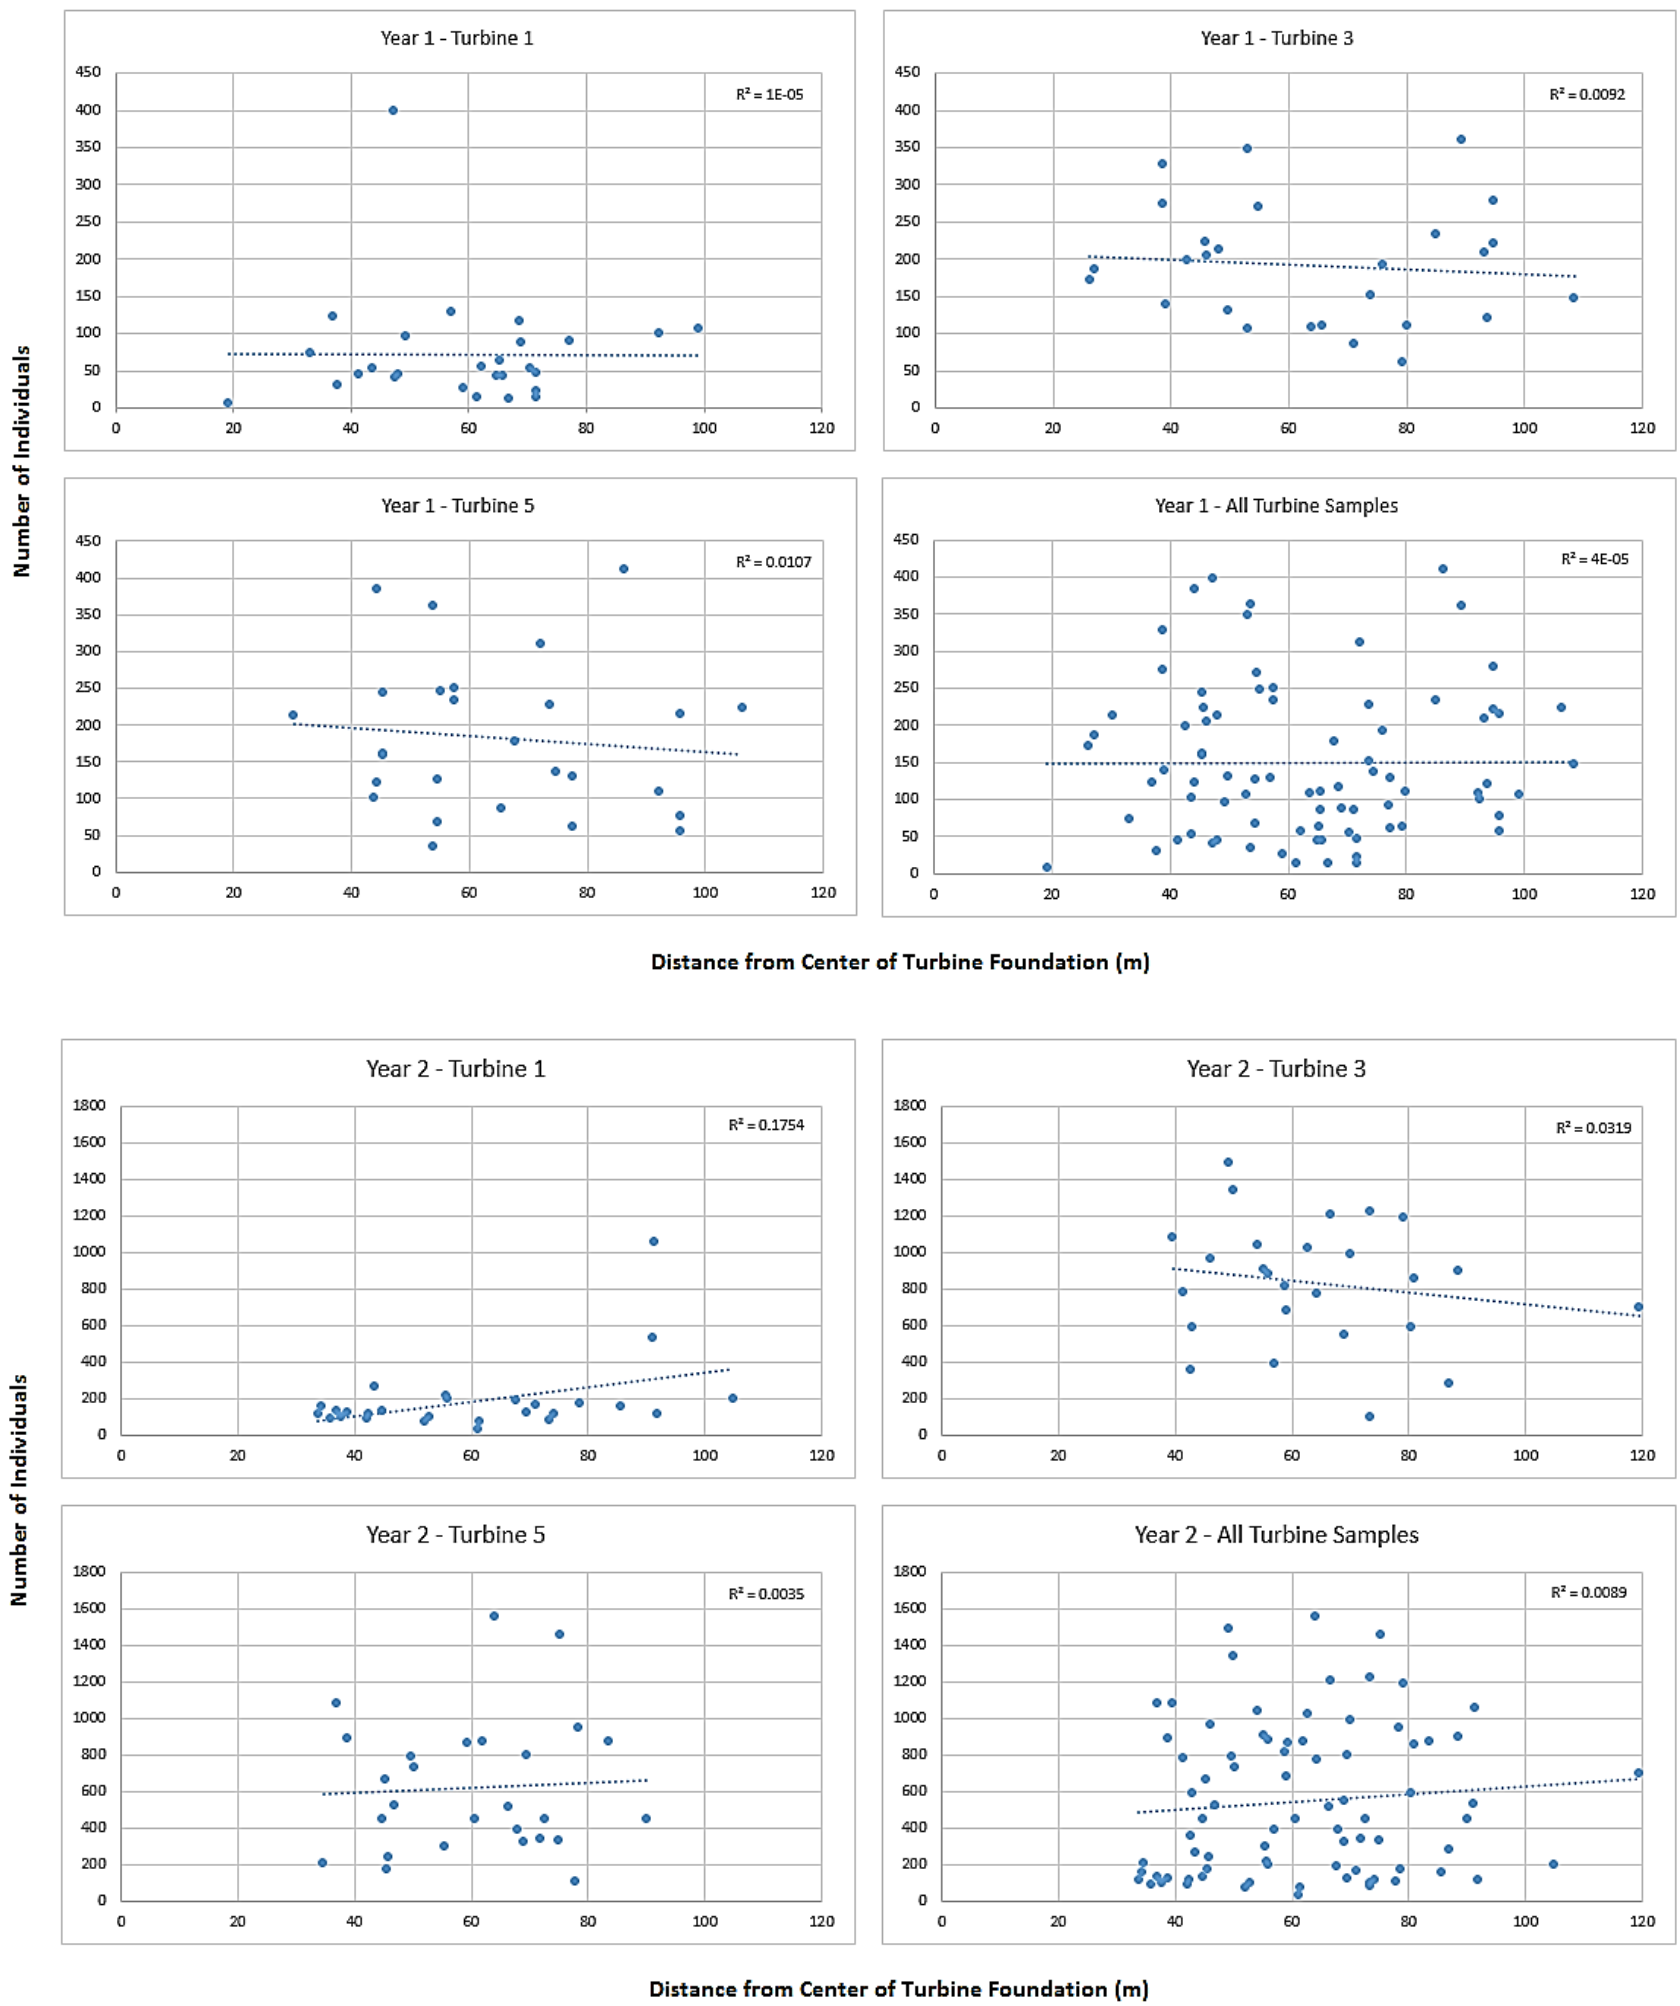 Year 1 - Turbine 1
450
400
350
300
250
200
150
100
50
0
0 20 40 60 80 100 120
R² = 1E-05
Year 1 - Turbine 3
450
400
350
300
250
200
150
100
50
0
0 20 40 60 80 100 120
R² = 0.0092
Number of Individuals
Year 1 - Turbine 5
450
400
350
300
250
200
150
100
50
0
0 20 40 60 80 100 120
R² = 0.0107
Year 1 - All Turbine Samples
450
400
350
300
250
200
150
100
50
0
0 20 40 60 80 100 120
R² = 4E-05
Distance from Center of Turbine Foundation (m)
Year 2 - Turbine 1
1800
1600
1400
1200
1000
800
600
400
200
0
0 20 40 60 80 100 120
R² = 0.1754
Year 2 - Turbine 3
1800
1600
1400
1200
1000
800
600
400
200
0
0 20 40 60 80 100 120
R² = 0.0319
Number of Individuals
Year 2 - Turbine 5
1800
1600
1400
1200
1000
800
600
400
200
0
0 20 40 60 80 100 120
R² = 0.0035
Year 2 - All Turbine Samples
1800
1600
1400
1200
1000
800
600
400
200
0
0 20 40 60 80 100 120
R² = 0.0089
Distance from Center of Turbine Foundation (m)